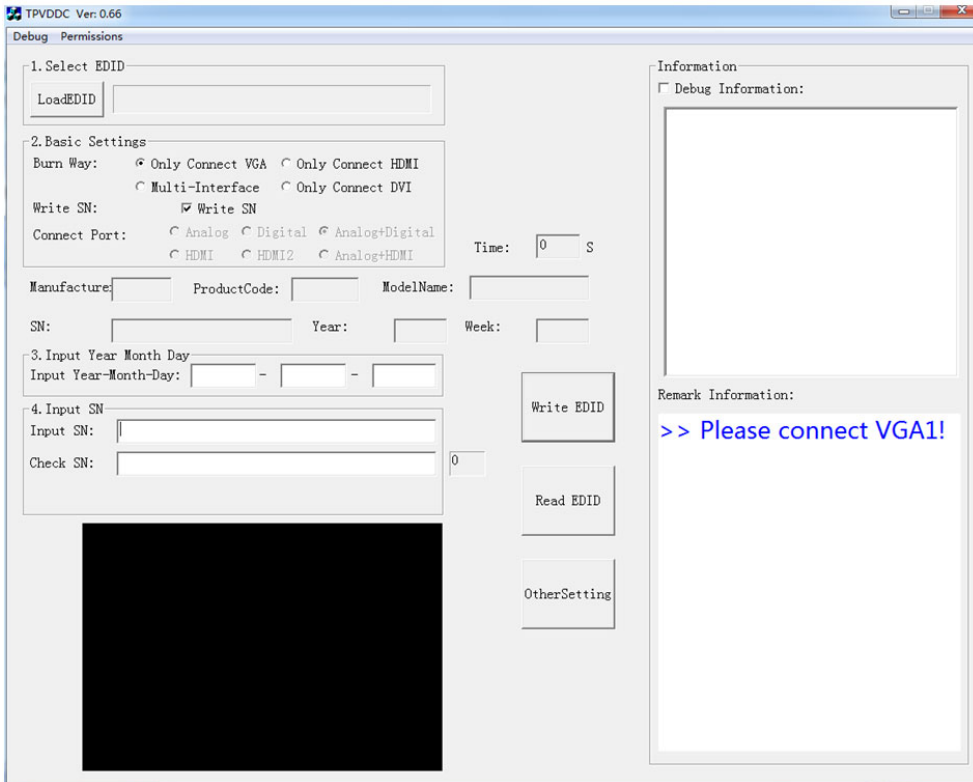 TPVDDC Ver: 0.66
Debug Permissions
1.Select EDID
LoadEDID
2.Basic Settings
Burn Way: Only Connect VGA Only Connect HDMI
Multi-Interface Only Connect DVI
Write SN: Write SN
Connect Port: Analog Digital Analog+Digital
HDMI HDMI2 Analog+HDMI
Time: 0 S
Manufacture: ProductCode: ModelName:
SN: Year: Week:
3.Input Year Month Day
Input Year-Month-Day: - -
4.Input SN
Input SN:
Check SN: 0
Write EDID
Read EDID
OtherSetting
Information
Debug Information:
Remark Information:
>> Please connect VGA1!